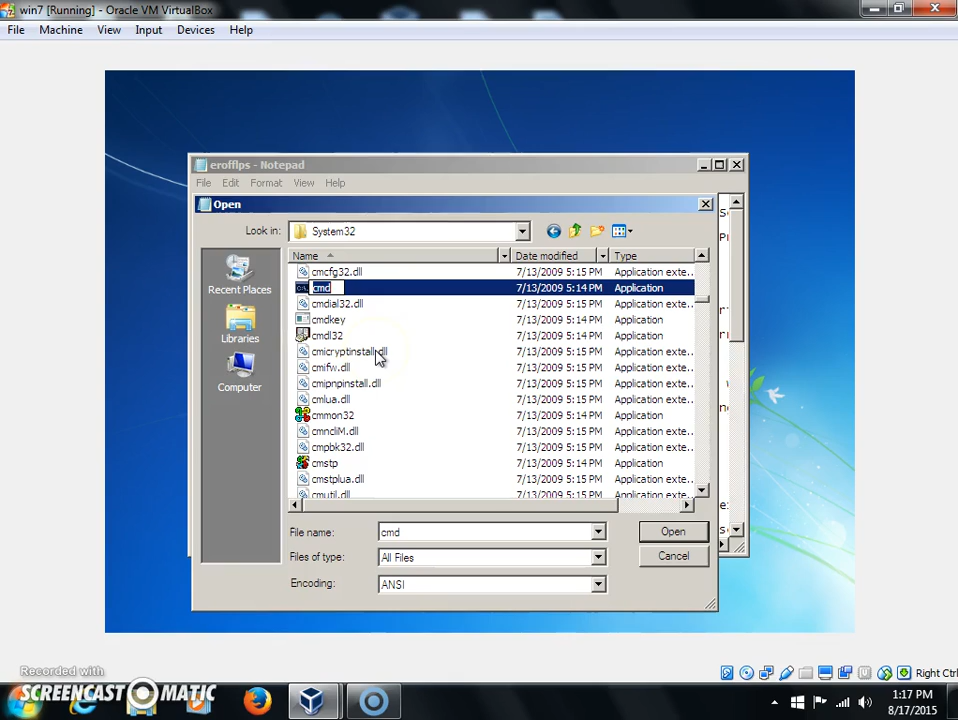 win7 [Running] - Oracle VM VirtualBox
File Machine View Input Devices Help
erofflps - Notepad
File Edit Format View Help
Open
Look in: System32
Name Date modified Type
cmcfg32.dll 7/13/2009 5:15 PM Application exte..
cmd 7/13/2009 5:14 PM Application
cmdial32.dll 7/13/2009 5:15 PM Application exte..
cmdkey 7/13/2009 5:14 PM Application
cmdl32 7/13/2009 5:14 PM Application
cmicryptinstall.dll 7/13/2009 5:15 PM Application exte..
cmifw.dll 7/13/2009 5:15 PM Application exte..
cmipnpinstall.dll 7/13/2009 5:15 PM Application exte..
cmlua.dll 7/13/2009 5:15 PM Application exte..
cmmon32 7/13/2009 5:14 PM Application
cmncliM.dll 7/13/2009 5:15 PM Application exte..
cmpbk32.dll 7/13/2009 5:15 PM Application exte..
cmstp 7/13/2009 5:14 PM Application
cmstplua.dll 7/13/2009 5:15 PM Application exte..
cmutil.dll 7/13/2009 5:15 PM Application exte..
Recent Places
Libraries
Computer
File name: cmd Open
Files of type: All Files Cancel
Encoding: ANSI
Right Ctrl
Recorded with
SCREENCAST MATIC
1:17 PM
8/17/2015